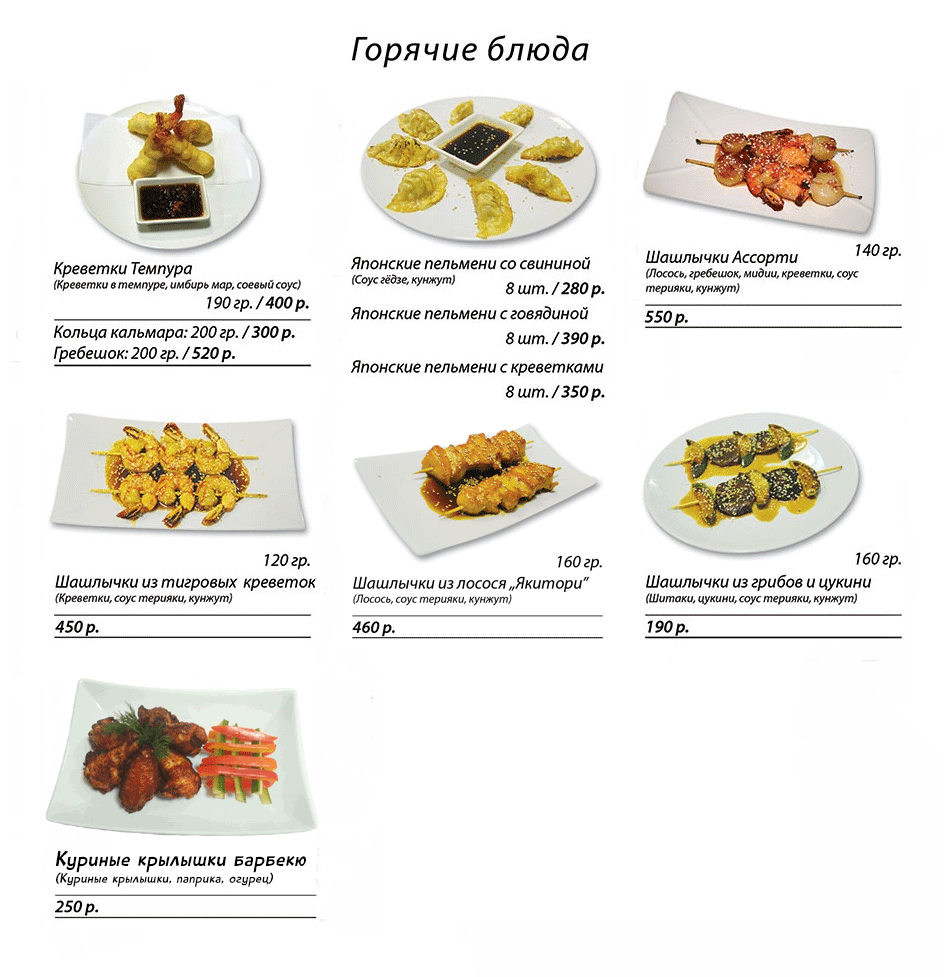 Горячие блюда
Креветки Темпура
(Креветки в темпуре, имбирь мар, соевый соус)
190 гр. / 400 р.
Кольца кальмара: 200 гр. / 300 р.
Гребешок: 200 гр. / 520 р.
Японские пельмени со свининой
(Соус гёдзе, кунжут)
8 шт. / 280 р.
Японские пельмени с говядиной
8 шт. / 390 р.
Японские пельмени с креветками
8 шт. / 350 р.
140 гр.
Шашлычки Ассорти
(Лосось, гребешок, мидии, креветки, соус
терияки, кунжут)
550 р.
120 гр.
Шашлычки из тигровых креветок
(Креветки, соус терияки, кунжут)
450 р.
160 гр.
Шашлычки из лосося „Якитори”
(Лосось, соус терияки, кунжут)
460 р.
160 гр.
Шашлычки из грибов и цукини
(Шитаки, цукини, соус терияки, кунжут)
190 р.
Куриные крылышки барбекю
(Куриные крылышки, паприка, огурец)
250 р.